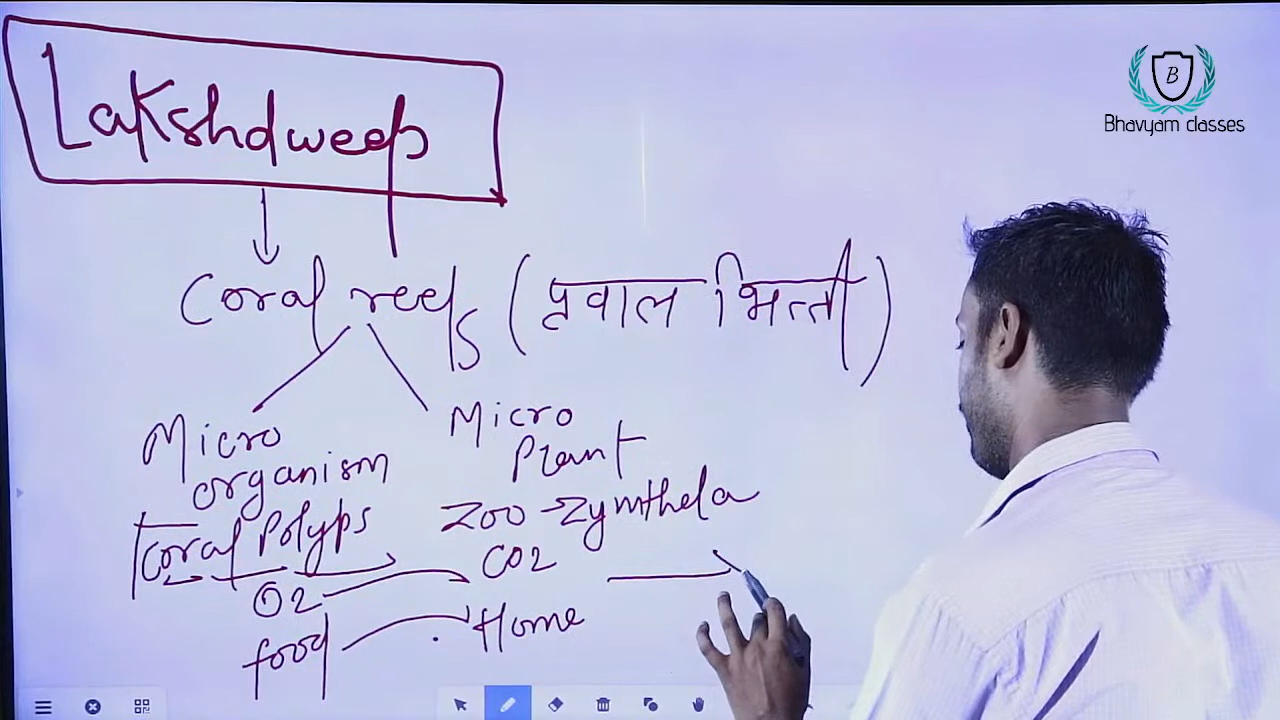 Lakshdweep
B
Bhavyam classes
Coral reefs (प्रवाल भित्ती)
Micro organism
Micro Plant
Coral Polyps
Zoo-Zymthela
O2
CO2
food
Home